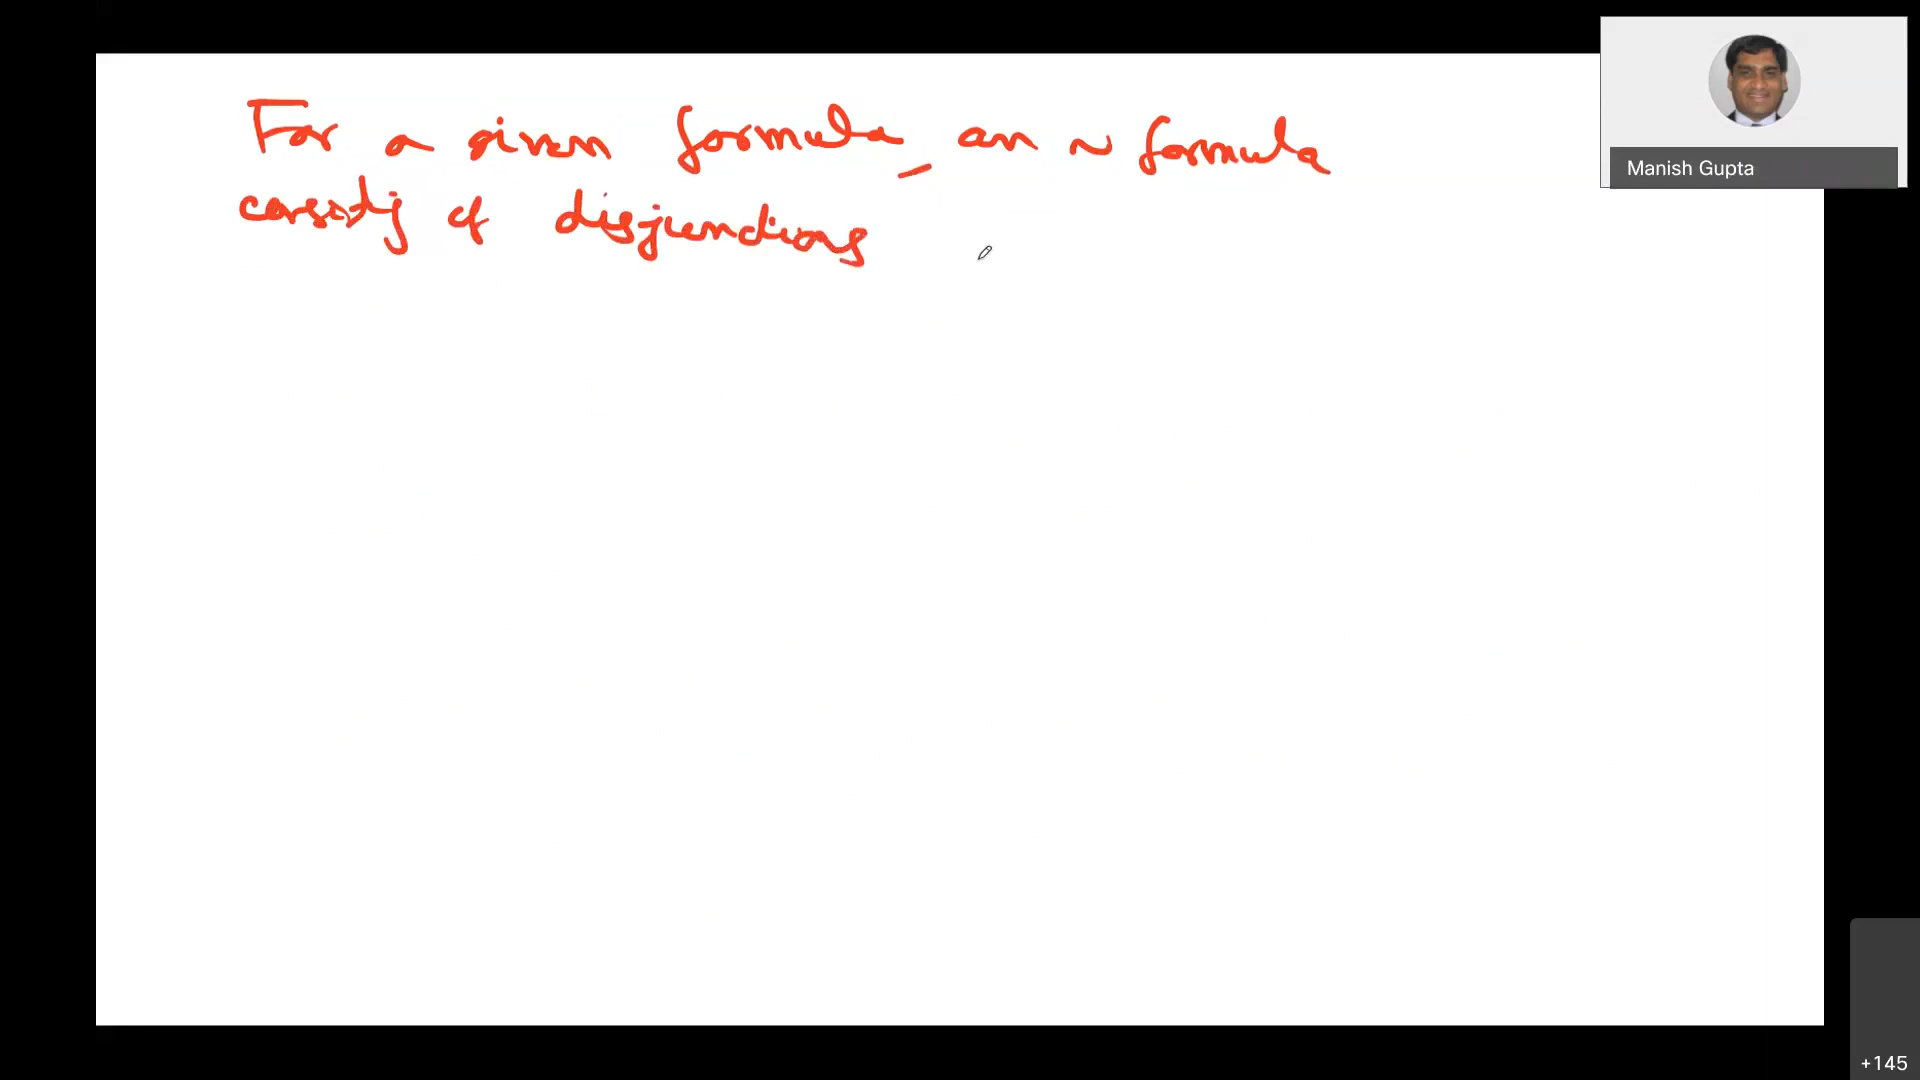 For a given formula, an ~ formula
consisting of disjunctions
Manish Gupta
+145